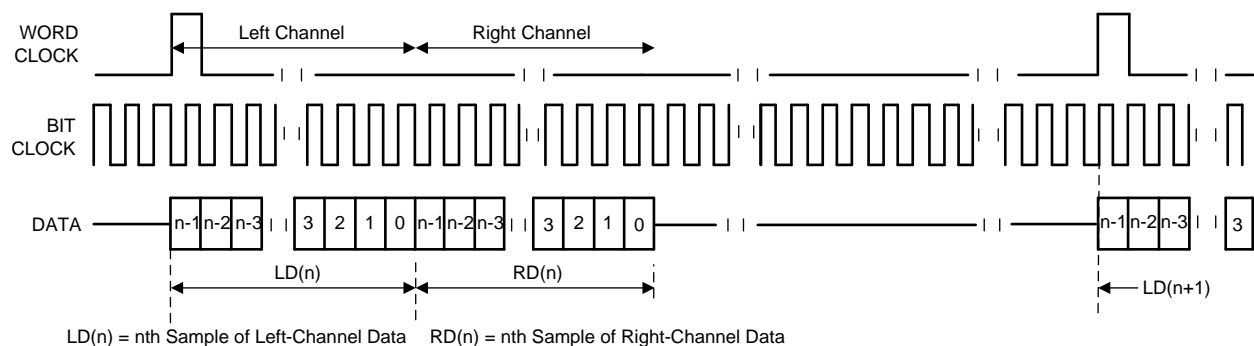 WORD
CLOCK
Left Channel
Right Channel
BIT
CLOCK
DATA
n-1 n-2 n-3 3 2 1 0 n-1 n-2 n-3 3 2 1 0 n-1 n-2 n-3 3
LD(n)
RD(n)
LD(n+1)
LD(n) = nth Sample of Left-Channel Data
RD(n) = nth Sample of Right-Channel Data